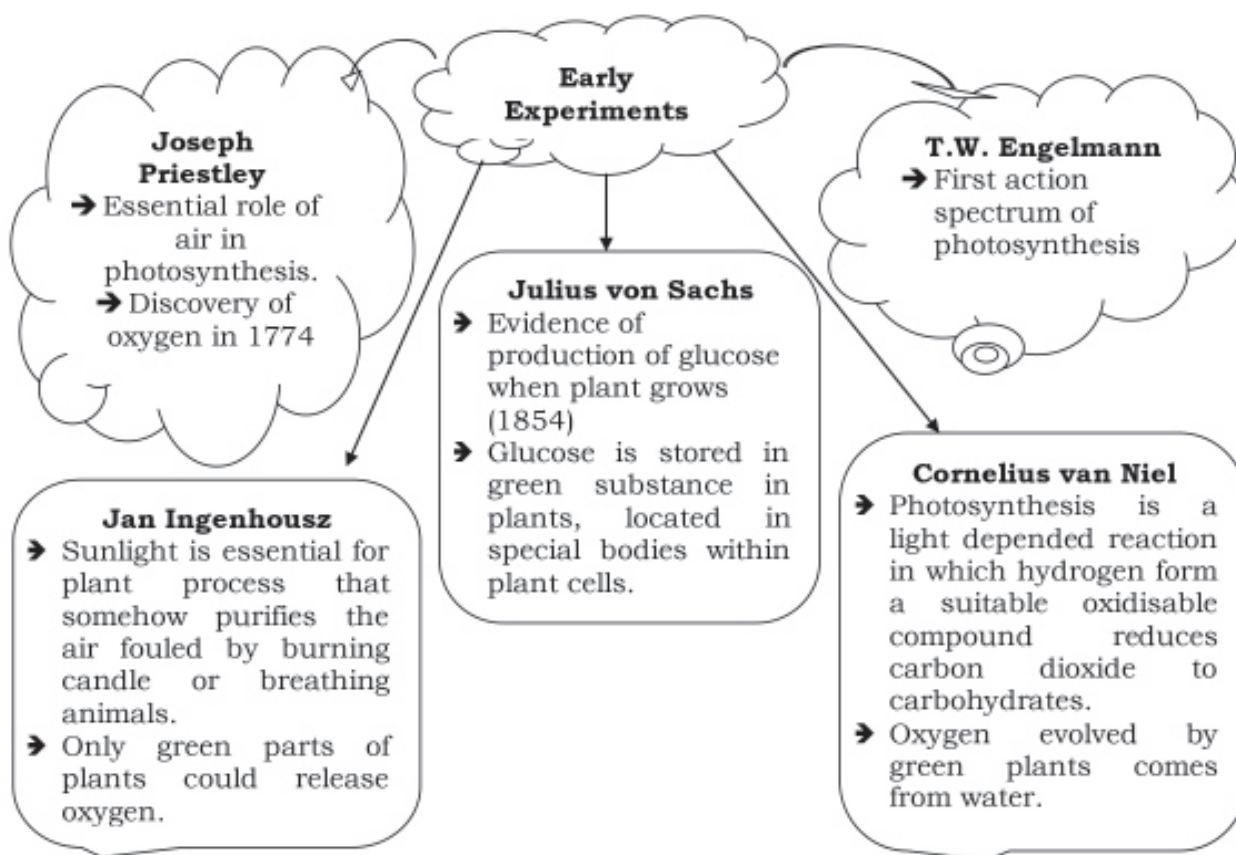 Early
Experiments
Joseph
Priestley
➔ Essential role of
air in
photosynthesis.
➔ Discovery of
oxygen in 1774
T.W. Engelmann
➔ First action
spectrum of
photosynthesis
Julius von Sachs
➔ Evidence of
production of glucose
when plant grows
(1854)
➔ Glucose is stored in
green substance in
plants, located in
special bodies within
plant cells.
Jan Ingenhousz
➔ Sunlight is essential for
plant process that
somehow purifies the
air fouled by burning
candle or breathing
animals.
➔ Only green parts of
plants could release
oxygen.
Cornelius van Niel
➔ Photosynthesis is a
light depended reaction
in which hydrogen form
a suitable oxidisable
compound reduces
carbon dioxide to
carbohydrates.
➔ Oxygen evolved by
green plants comes
from water.